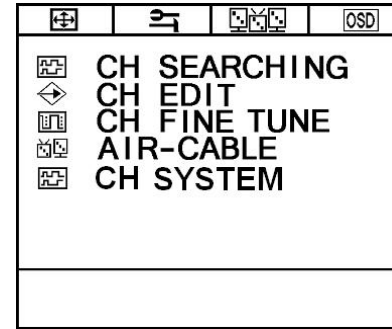 OSD
CH SEARCHING
CH EDIT
CH FINE TUNE
AIR-CABLE
CH SYSTEM